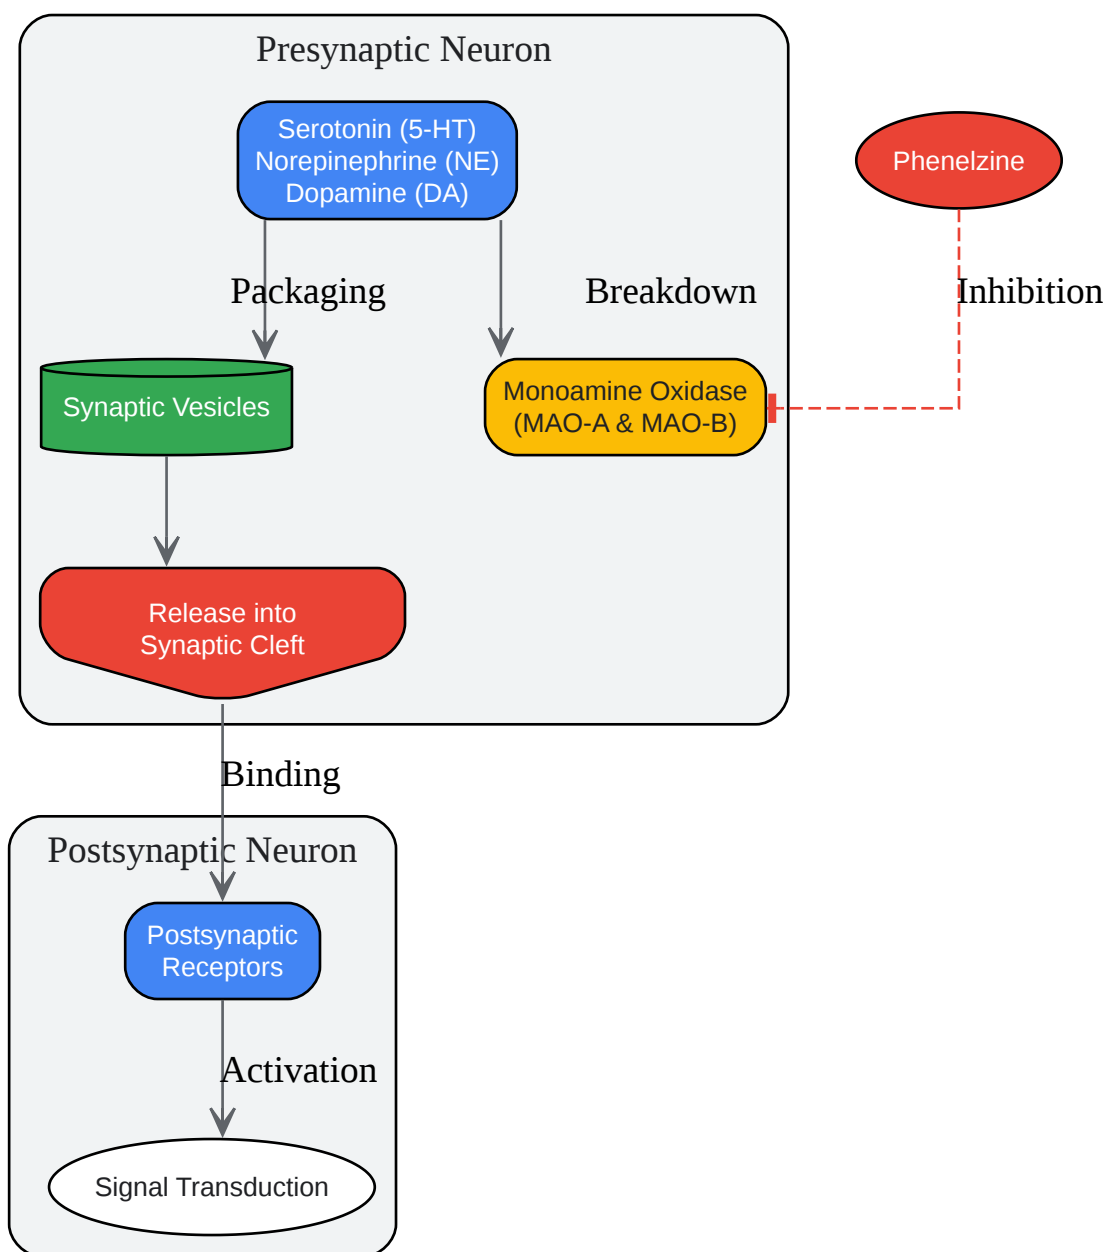 Presynaptic Neuron
Serotonin (5-HT)
Norepinephrine (NE)
Dopamine (DA)
Phenelzine
Packaging
Breakdown
Inhibition
Synaptic Vesicles
Monoamine Oxidase
(MAO-A & MAO-B)
Release into
Synaptic Cleft
Binding
Postsynaptic Neuron
Postsynaptic
Receptors
Activation
Signal Transduction